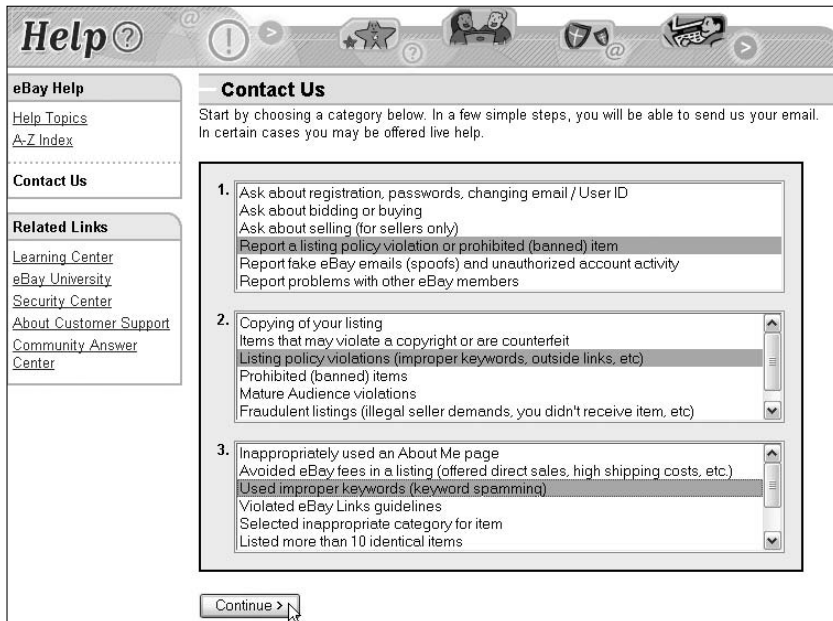 Help ?
@ ! > ? @ >
eBay Help
Help Topics
A-Z Index
Contact Us
Related Links
Learning Center
eBay University
Security Center
About Customer Support
Community Answer
Center
Contact Us
Start by choosing a category below. In a few simple steps, you will be able to send us your email.
In certain cases you may be offered live help.
1. Ask about registration, passwords, changing email / User ID
Ask about bidding or buying
Ask about selling (for sellers only)
Report a listing policy violation or prohibited (banned) item
Report fake eBay emails (spoofs) and unauthorized account activity
Report problems with other eBay members
2. Copying of your listing
Items that may violate a copyright or are counterfeit
Listing policy violations (improper keywords, outside links, etc)
Prohibited (banned) items
Mature Audience violations
Fraudulent listings (illegal seller demands, you didn't receive item, etc)
3. Inappropriately used an About Me page
Avoided eBay fees in a listing (offered direct sales, high shipping costs, etc.)
Used improper keywords (keyword spamming)
Violated eBay Links guidelines
Selected inappropriate category for item
Listed more than 10 identical items
Continue >